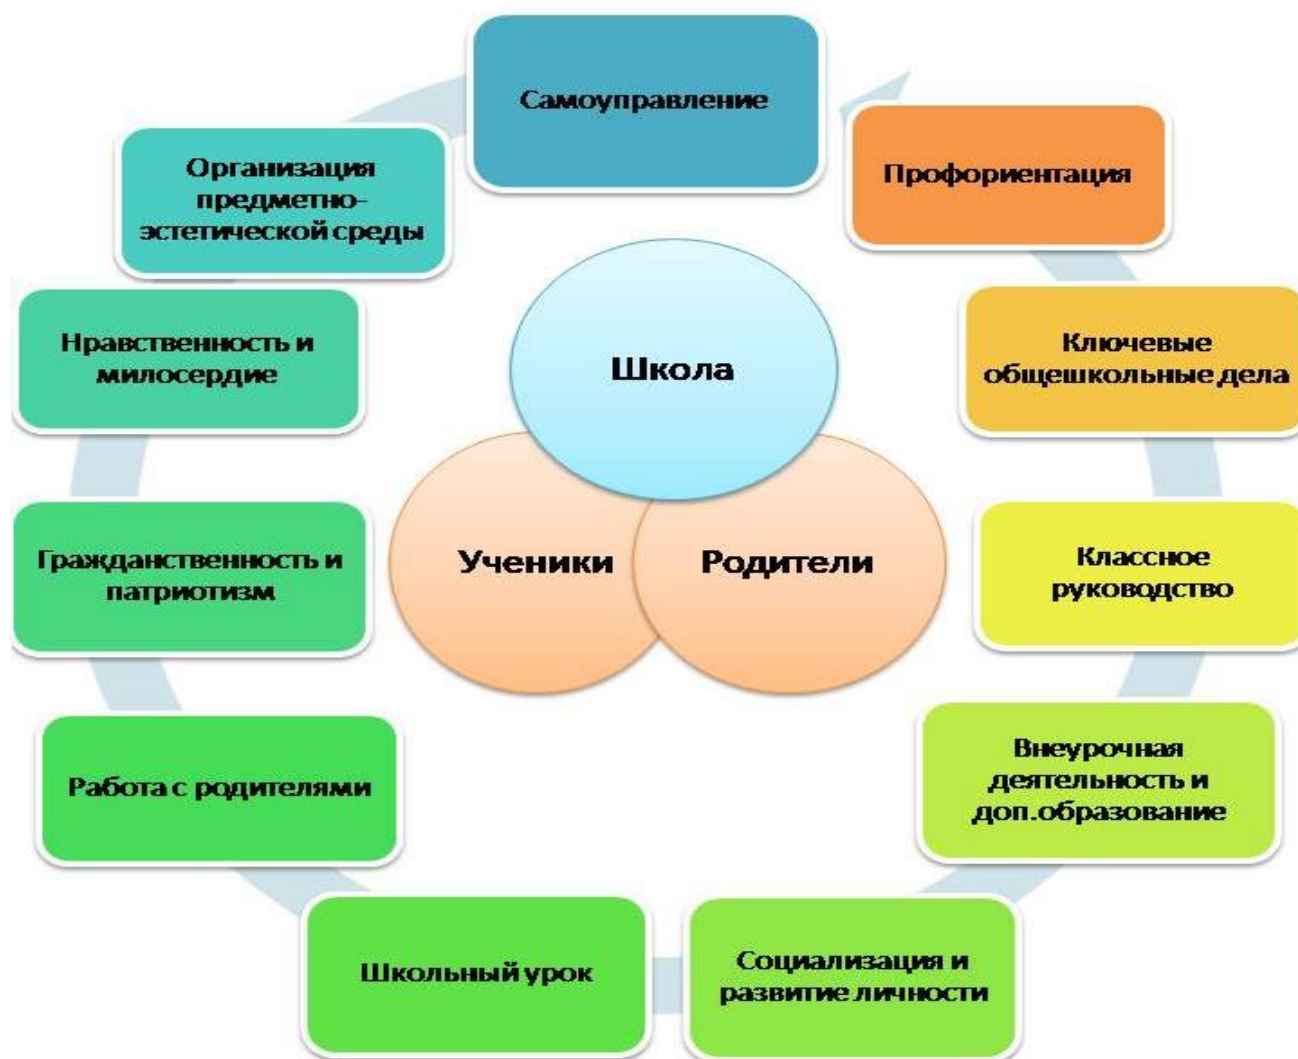 Самоуправление
Профориентация
Ключевые
общешкольные дела
Классное
руководство
Внеурочная
деятельность и
доп.образование
Социализация и
развитие личности
Школьный урок
Работа с родителями
Гражданственность и
патриотизм
Нравственность и
милосердие
Организация
предметно-
эстетической среды
Школа
Ученики
Родители